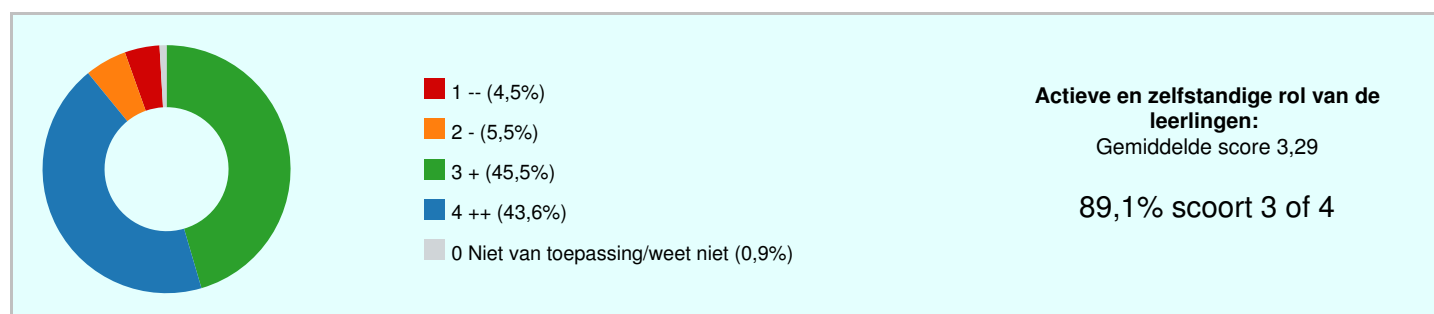 1 -- (4,5%)
2 - (5,5%)
3 + (45,5%)
4 ++ (43,6%)
0 Niet van toepassing/weet niet (0,9%)
Actieve en zelfstandige rol van de
leerlingen:
Gemiddelde score 3,29
89,1% scoort 3 of 4